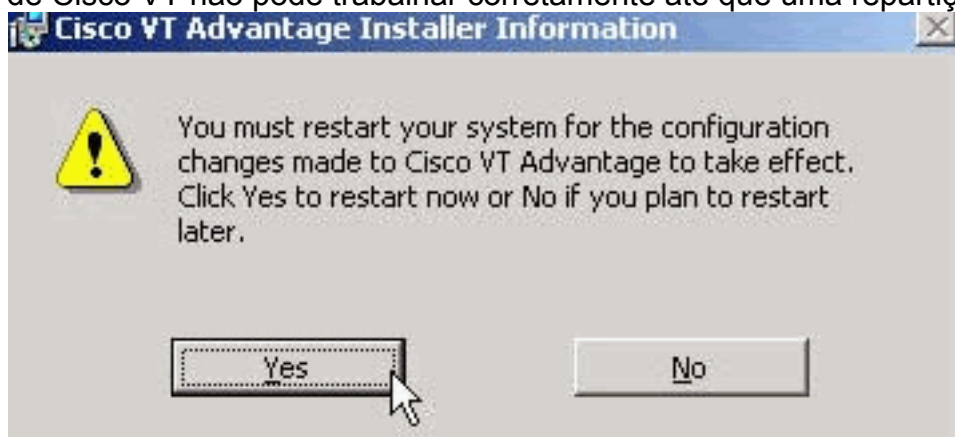 de Cisco VT não pode trabalhar corretamente até que uma repartiç
Cisco VT Advantage Installer Information
You must restart your system for the configuration
changes made to Cisco VT Advantage to take effect.
Click Yes to restart now or No if you plan to restart
later.
Yes No